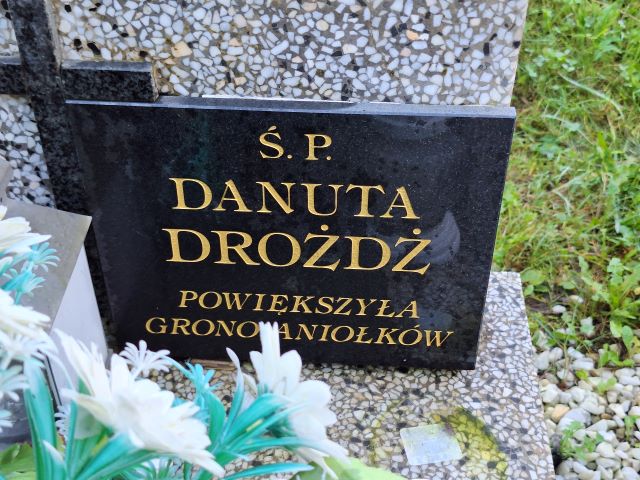 Ś. P.
DANUTA
DROŻDŻ
POWIĘKSZYŁA
GRONO ANIOŁKÓW